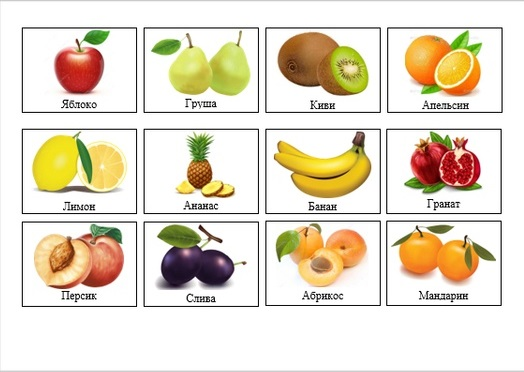 Яблоко
Груша
Киви
Апельсин
Лимон
Ананас
Банан
Гранат
Персик
Слива
Абрикос
Мандарин